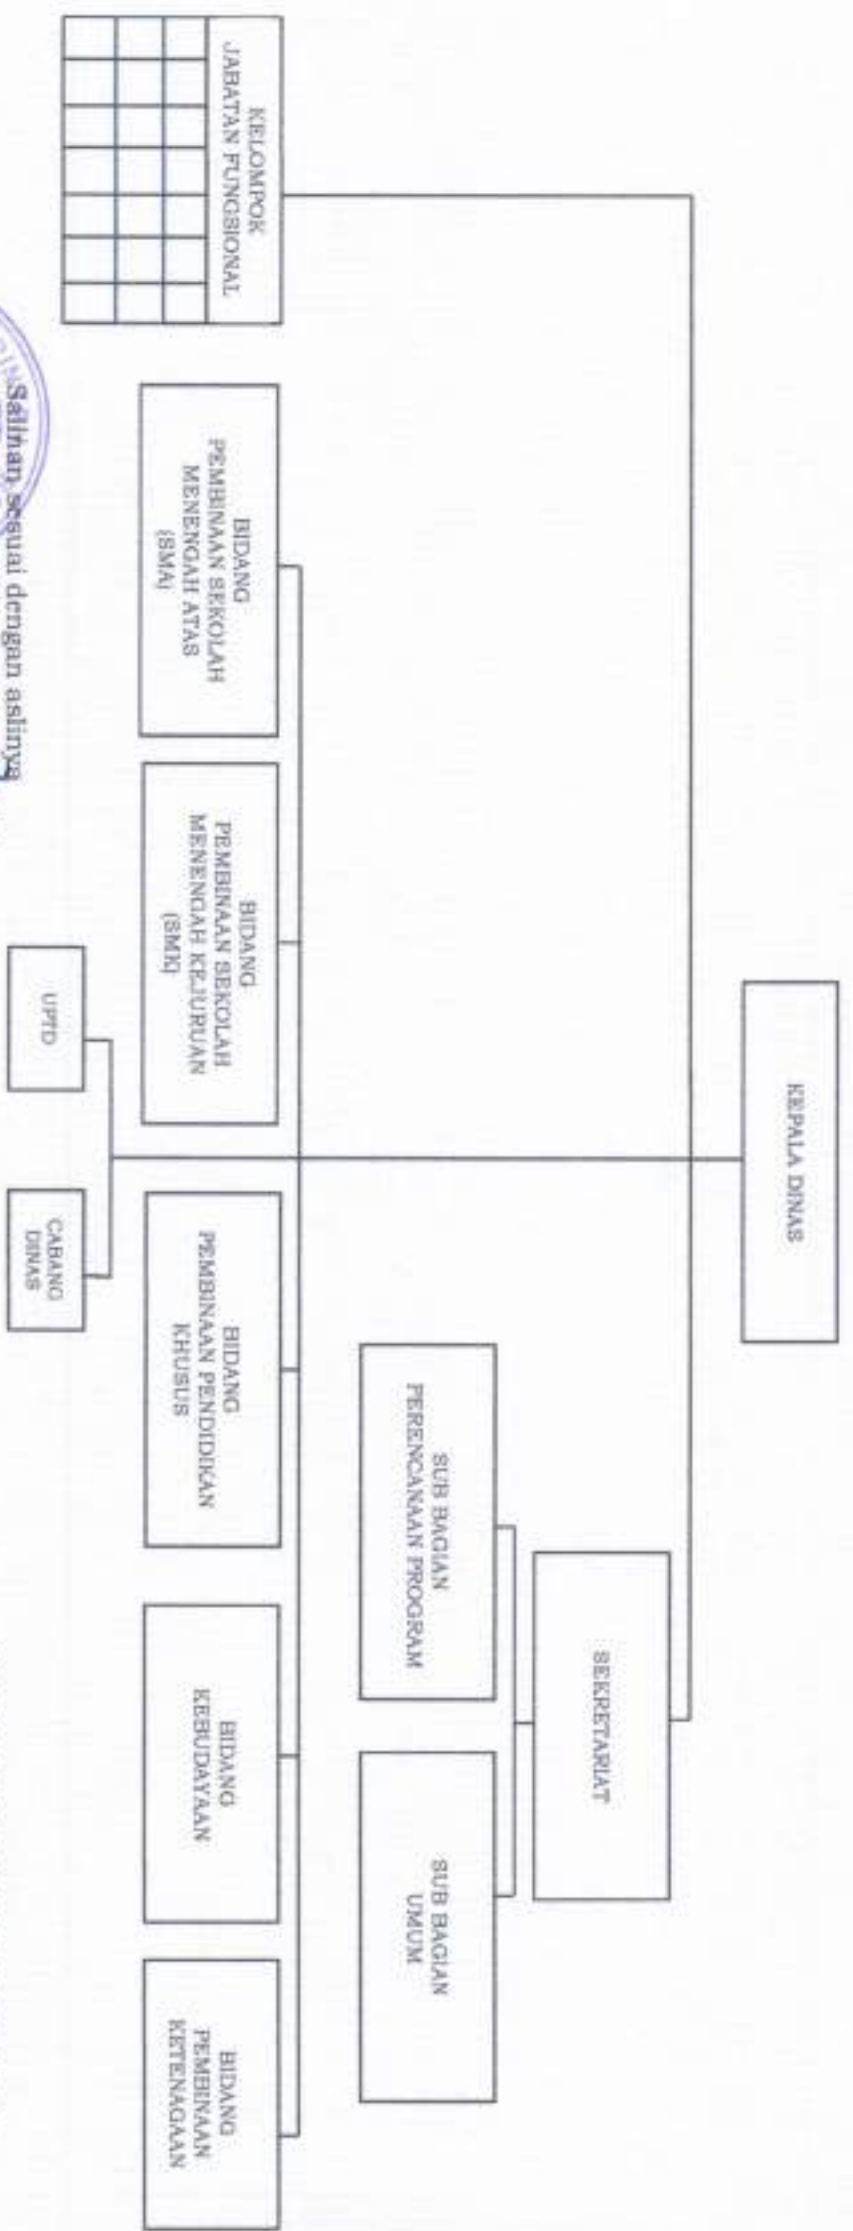 KEPALA DINAS
SEKRETARIAT
SUB BAGIAN
PERENCANAAN PROGRAM
SUB BAGIAN
UMUM
KELOMPOK
JABATAN FUNGSIONAL
BIDANG
PEMBINAAN SEKOLAH
MENENGAH ATAS
(SMA)
BIDANG
PEMBINAAN SEKOLAH
MENENGAH KEJURUAN
(SMK)
BIDANG
PEMBINAAN PENDIDIKAN
KHUSUS
BIDANG
KEBUDAYAAN
BIDANG
PEMBINAAN
KETENAGAAN
UPTD
CABANG
DINAS
Salinan sesuai dengan aslinya